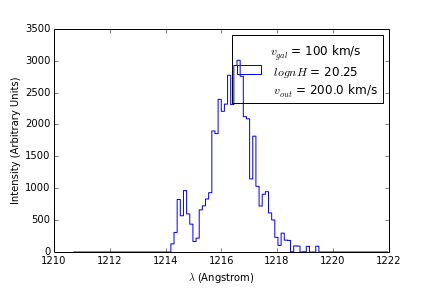 3500
3000
2500
2000
1500
1000
500
0
Intensity (Arbitrary Units)
v_gal = 100 km/s
lognH = 20.25
v_out = 200.0 km/s
1210 1212 1214 1216 1218 1220 1222
λ (Angstrom)